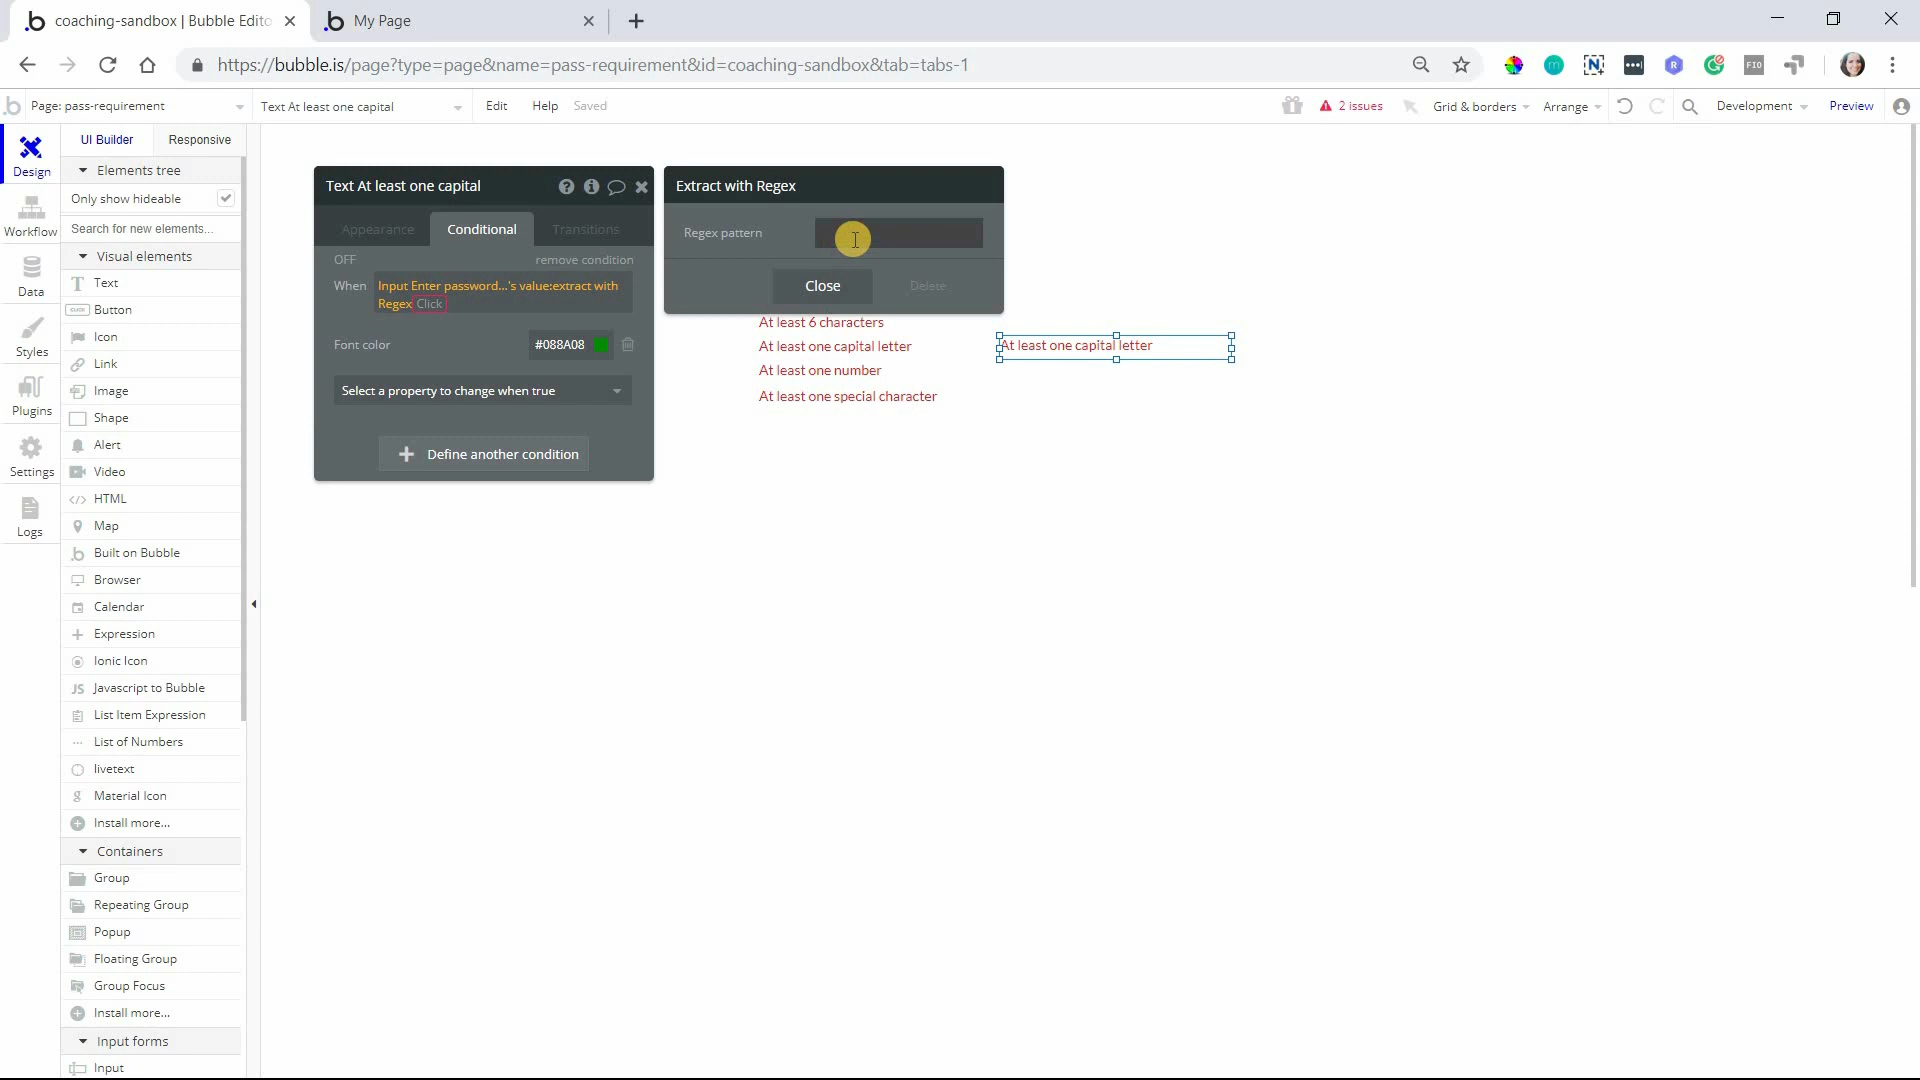 coaching-sandbox | Bubble Edito
My Page
https://bubble.is/page?type=page&name=pass-requirement&id=coaching-sandbox&tab=tabs-1
Page: pass-requirement
Text At least one capital
Edit
Help
Saved
2 issues
Grid & borders
Arrange
Development
Preview
Design
Workflow
Data
Styles
Plugins
Settings
Logs
UI Builder
Responsive
Elements tree
Only show hideable
Search for new elements...
Visual elements
Text
CLICK Button
Icon
Link
Image
Shape
Alert
Video
HTML
Map
Built on Bubble
Browser
Calendar
Expression
Ionic Icon
JS Javascript to Bubble
List Item Expression
List of Numbers
livetext
Material Icon
Install more...
Containers
Group
Repeating Group
Popup
Floating Group
Group Focus
Install more...
Input forms
Input
Text At least one capital
Appearance
Conditional
Transitions
OFF
remove condition
When
Input Enter password...'s value:extract with
Regex Click
Font color
#088A08
Select a property to change when true
Define another condition
Extract with Regex
Regex pattern
Close
Delete
At least 6 characters
At least one capital letter
At least one number
At least one special character
At least one capital letter
FIO